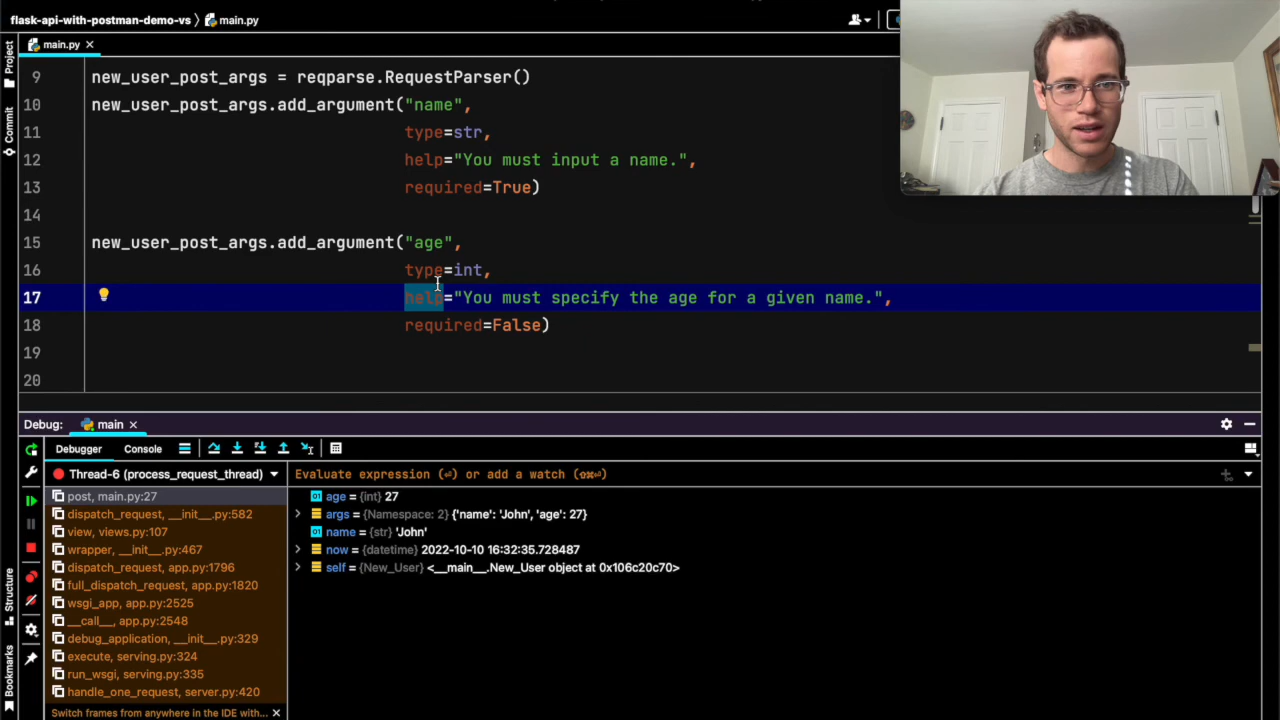 flask-api-with-postman-demo-vs 〉 main.py
main.py ×
Project
Commit
Structure
Bookmarks
9 new_user_post_args = reqparse.RequestParser()
10 new_user_post_args.add_argument("name",
11 type=str,
12 help="You must input a name.",
13 required=True)
14
15 new_user_post_args.add_argument("age",
16 type=int,
17 help="You must specify the age for a given name.",
18 required=False)
19
20
Debug: main ×
Debugger Console
Thread-6 (process_request_thread)
Evaluate expression (⏎) or add a watch (⇧⌘⏎)
post, main.py:27
dispatch_request, __init__.py:582
view, views.py:107
wrapper, __init__.py:467
dispatch_request, app.py:1796
full_dispatch_request, app.py:1820
wsgi_app, app.py:2525
__call__, app.py:2548
debug_application, __init__.py:329
execute, serving.py:324
run_wsgi, serving.py:335
handle_one_request, server.py:420
Switch frames from anywhere in the IDE with... ×
01 age = {int} 27
args = {Namespace: 2} {'name': 'John', 'age': 27}
01 name = {str} 'John'
now = {datetime} 2022-10-10 16:32:35.728487
self = {New_User} <__main__.New_User object at 0x106c20c70>